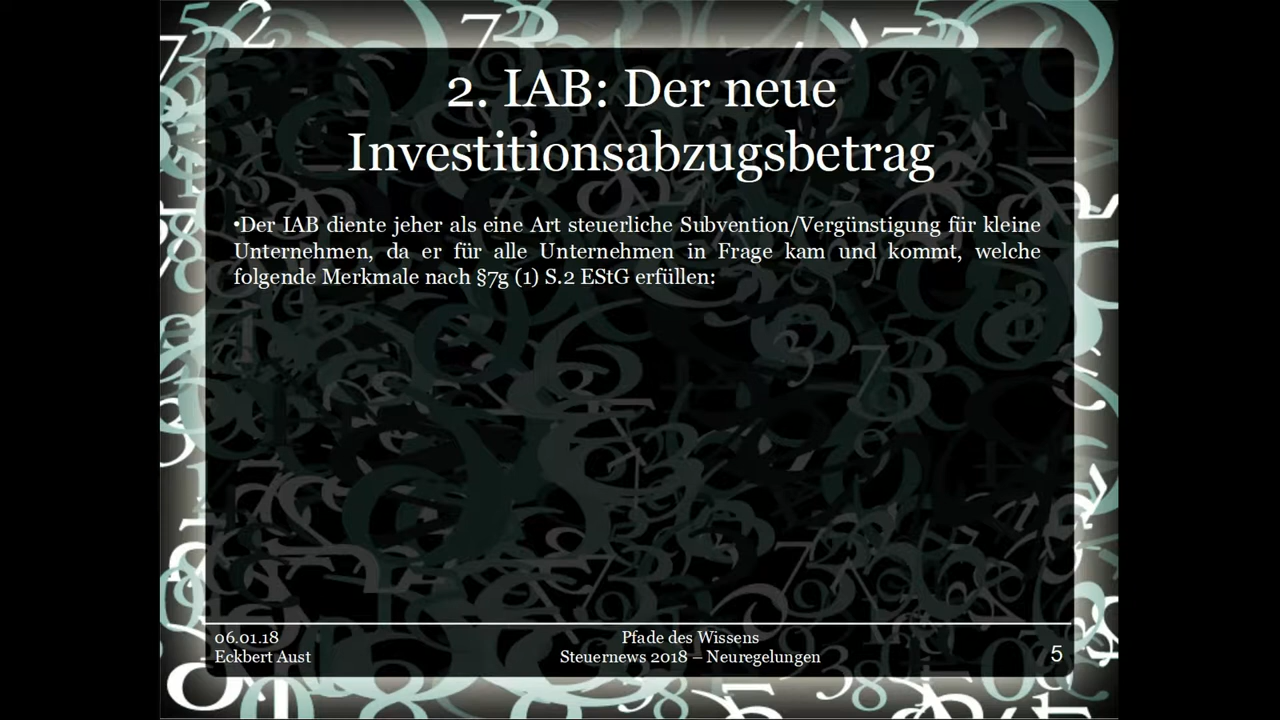 2. IAB: Der neue
Investitionsabzugsbetrag
•Der IAB diente jeher als eine Art steuerliche Subvention/Vergünstigung für kleine
Unternehmen, da er für alle Unternehmen in Frage kam und kommt, welche
folgende Merkmale nach §7g (1) S.2 EStG erfüllen:
06.01.18
Eckbert Aust
Pfade des Wissens
Steuernews 2018 – Neuregelungen
5